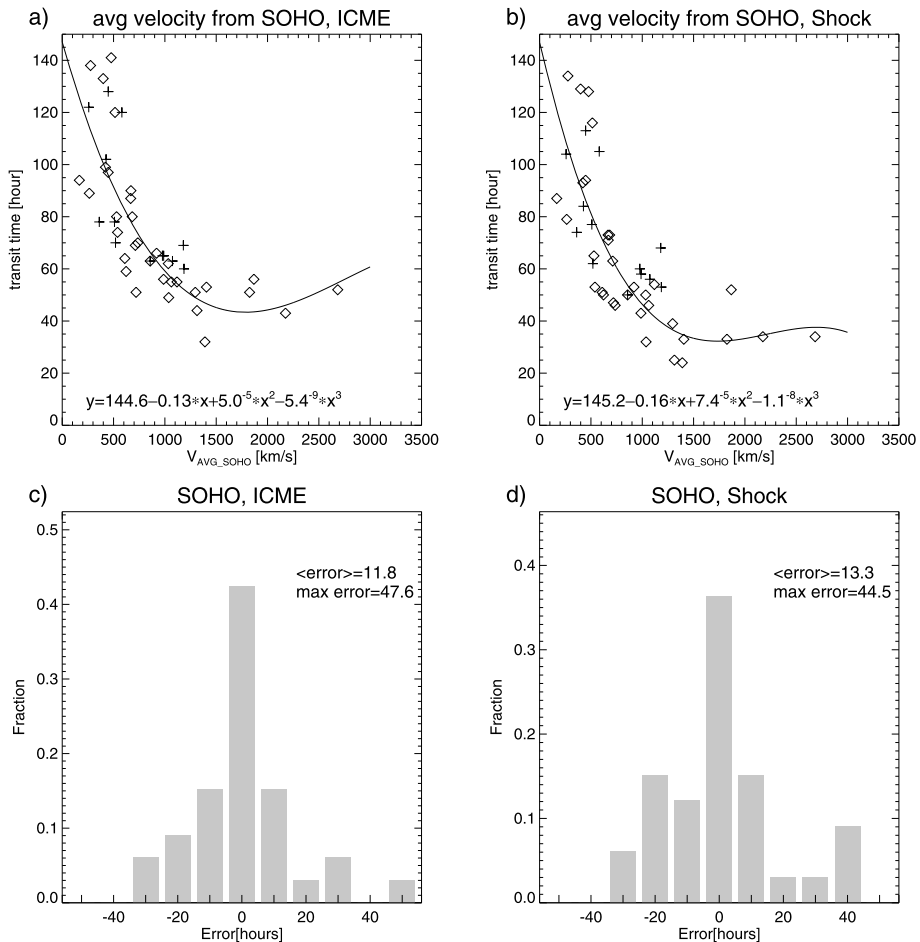 a) avg velocity from SOHO, ICME
140
120
100
80
60
40
20
0
transit time [hour]
y=144.6−0.13∗x+5.0⁻⁵∗x²−5.4⁻⁹∗x³
0 500 1000 1500 2000 2500 3000 3500
V_AVG_SOHO [km/s]
b) avg velocity from SOHO, Shock
140
120
100
80
60
40
20
0
transit time [hour]
y=145.2−0.16∗x+7.4⁻⁵∗x²−1.1⁻⁸∗x³
0 500 1000 1500 2000 2500 3000 3500
V_AVG_SOHO [km/s]
c) SOHO, ICME
0.5
0.4
0.3
0.2
0.1
0.0
Fraction
<error>=11.8
max error=47.6
-40 -20 0 20 40
Error[hours]
d) SOHO, Shock
0.4
0.3
0.2
0.1
0.0
Fraction
<error>=13.3
max error=44.5
-40 -20 0 20 40
Error[hours]